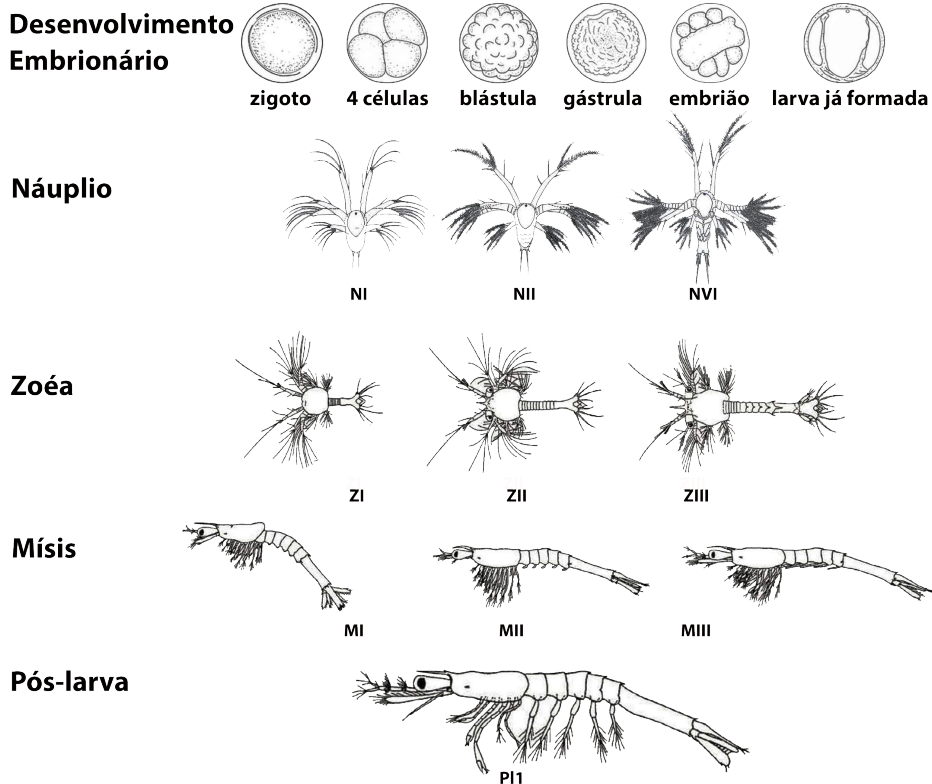 Desenvolvimento
Embrionário
zigoto 4 células blástula gástrula embrião larva já formada
Náuplio
NI NII NVI
Zoéa
ZI ZII ZIII
Mísis
MI MII MIII
Pós-larva
Pl1